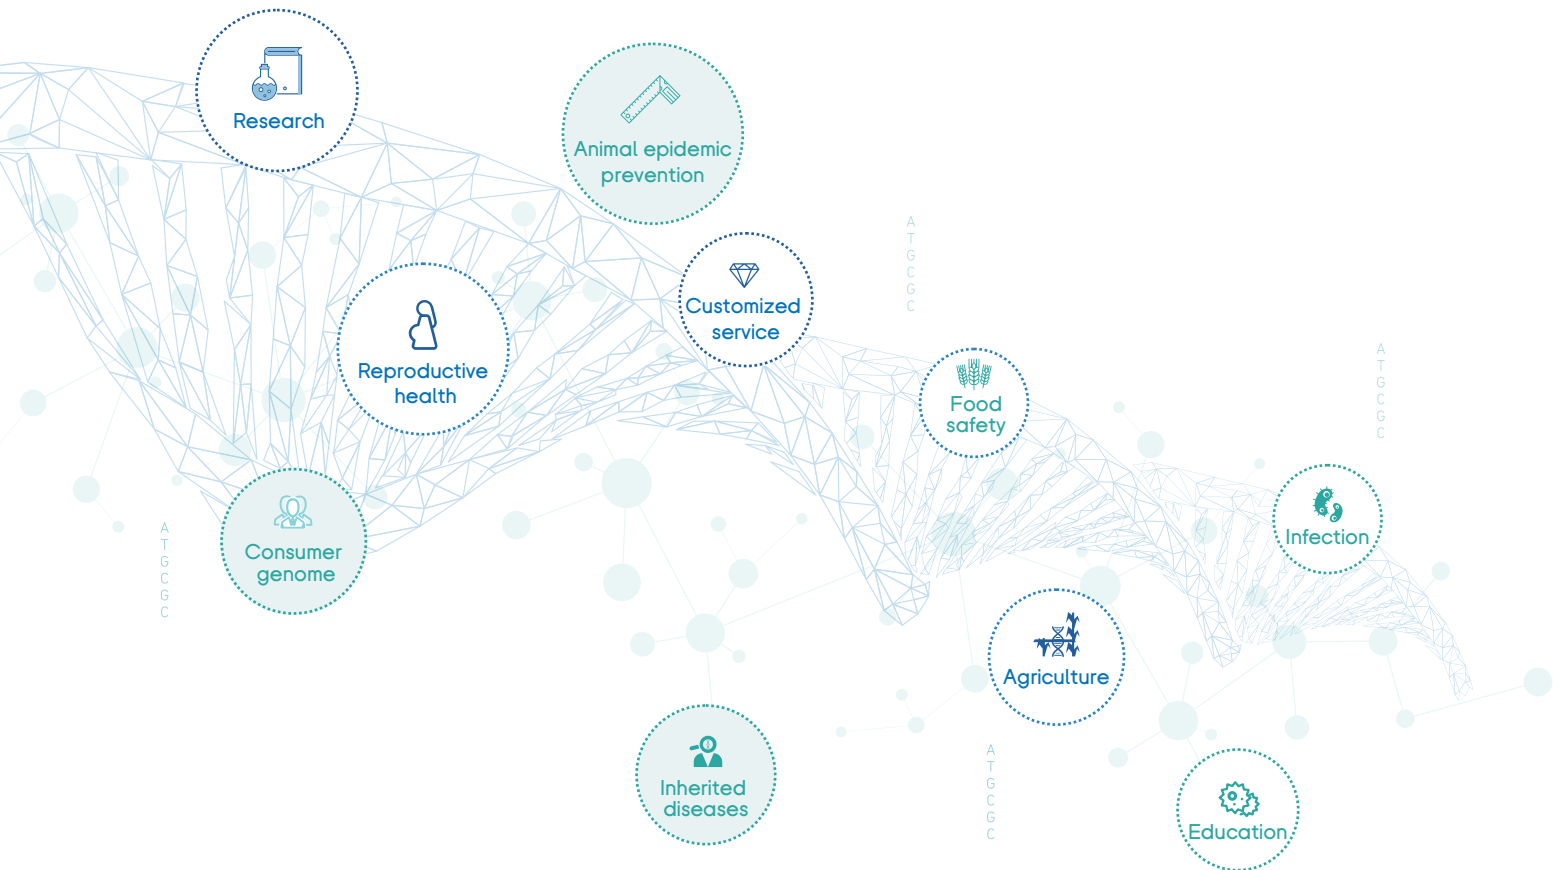 Research
Animal epidemic
prevention
A
T
G
C
G
C
Customized
service
Reproductive
health
A
T
G
C
G
C
Food
safety
Infection
A
T
G
C
G
C
Consumer
genome
Agriculture
A
T
G
C
G
C
Inherited
diseases
Education